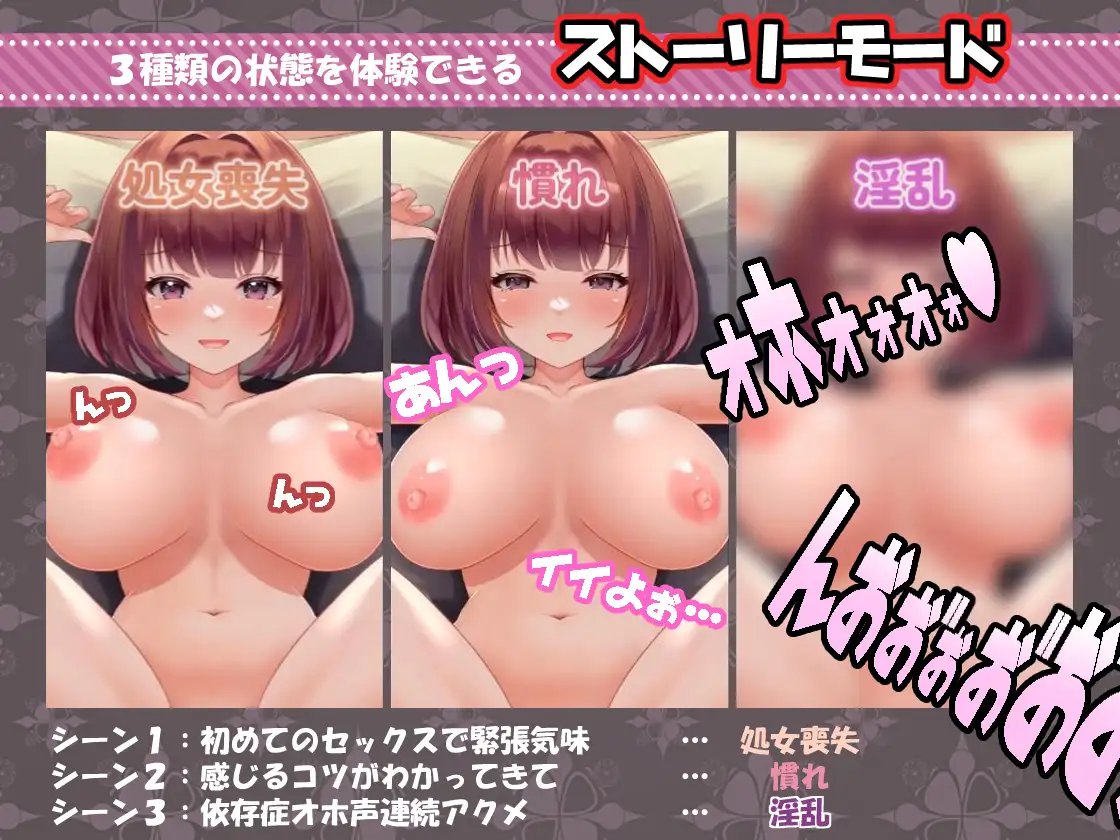 3種類の状態を体験できる ストーリーモード
処女喪失
慣れ
淫乱
んっ
んっ
あんっ
イイよぉ…
オホオォォォォ♡
んおおぉぉおおお
シーン1：初めてのセックスで緊張気味 … 処女喪失
シーン2：感じるコツがわかってきて … 慣れ
シーン3：依存症オホ声連続アクメ … 淫乱